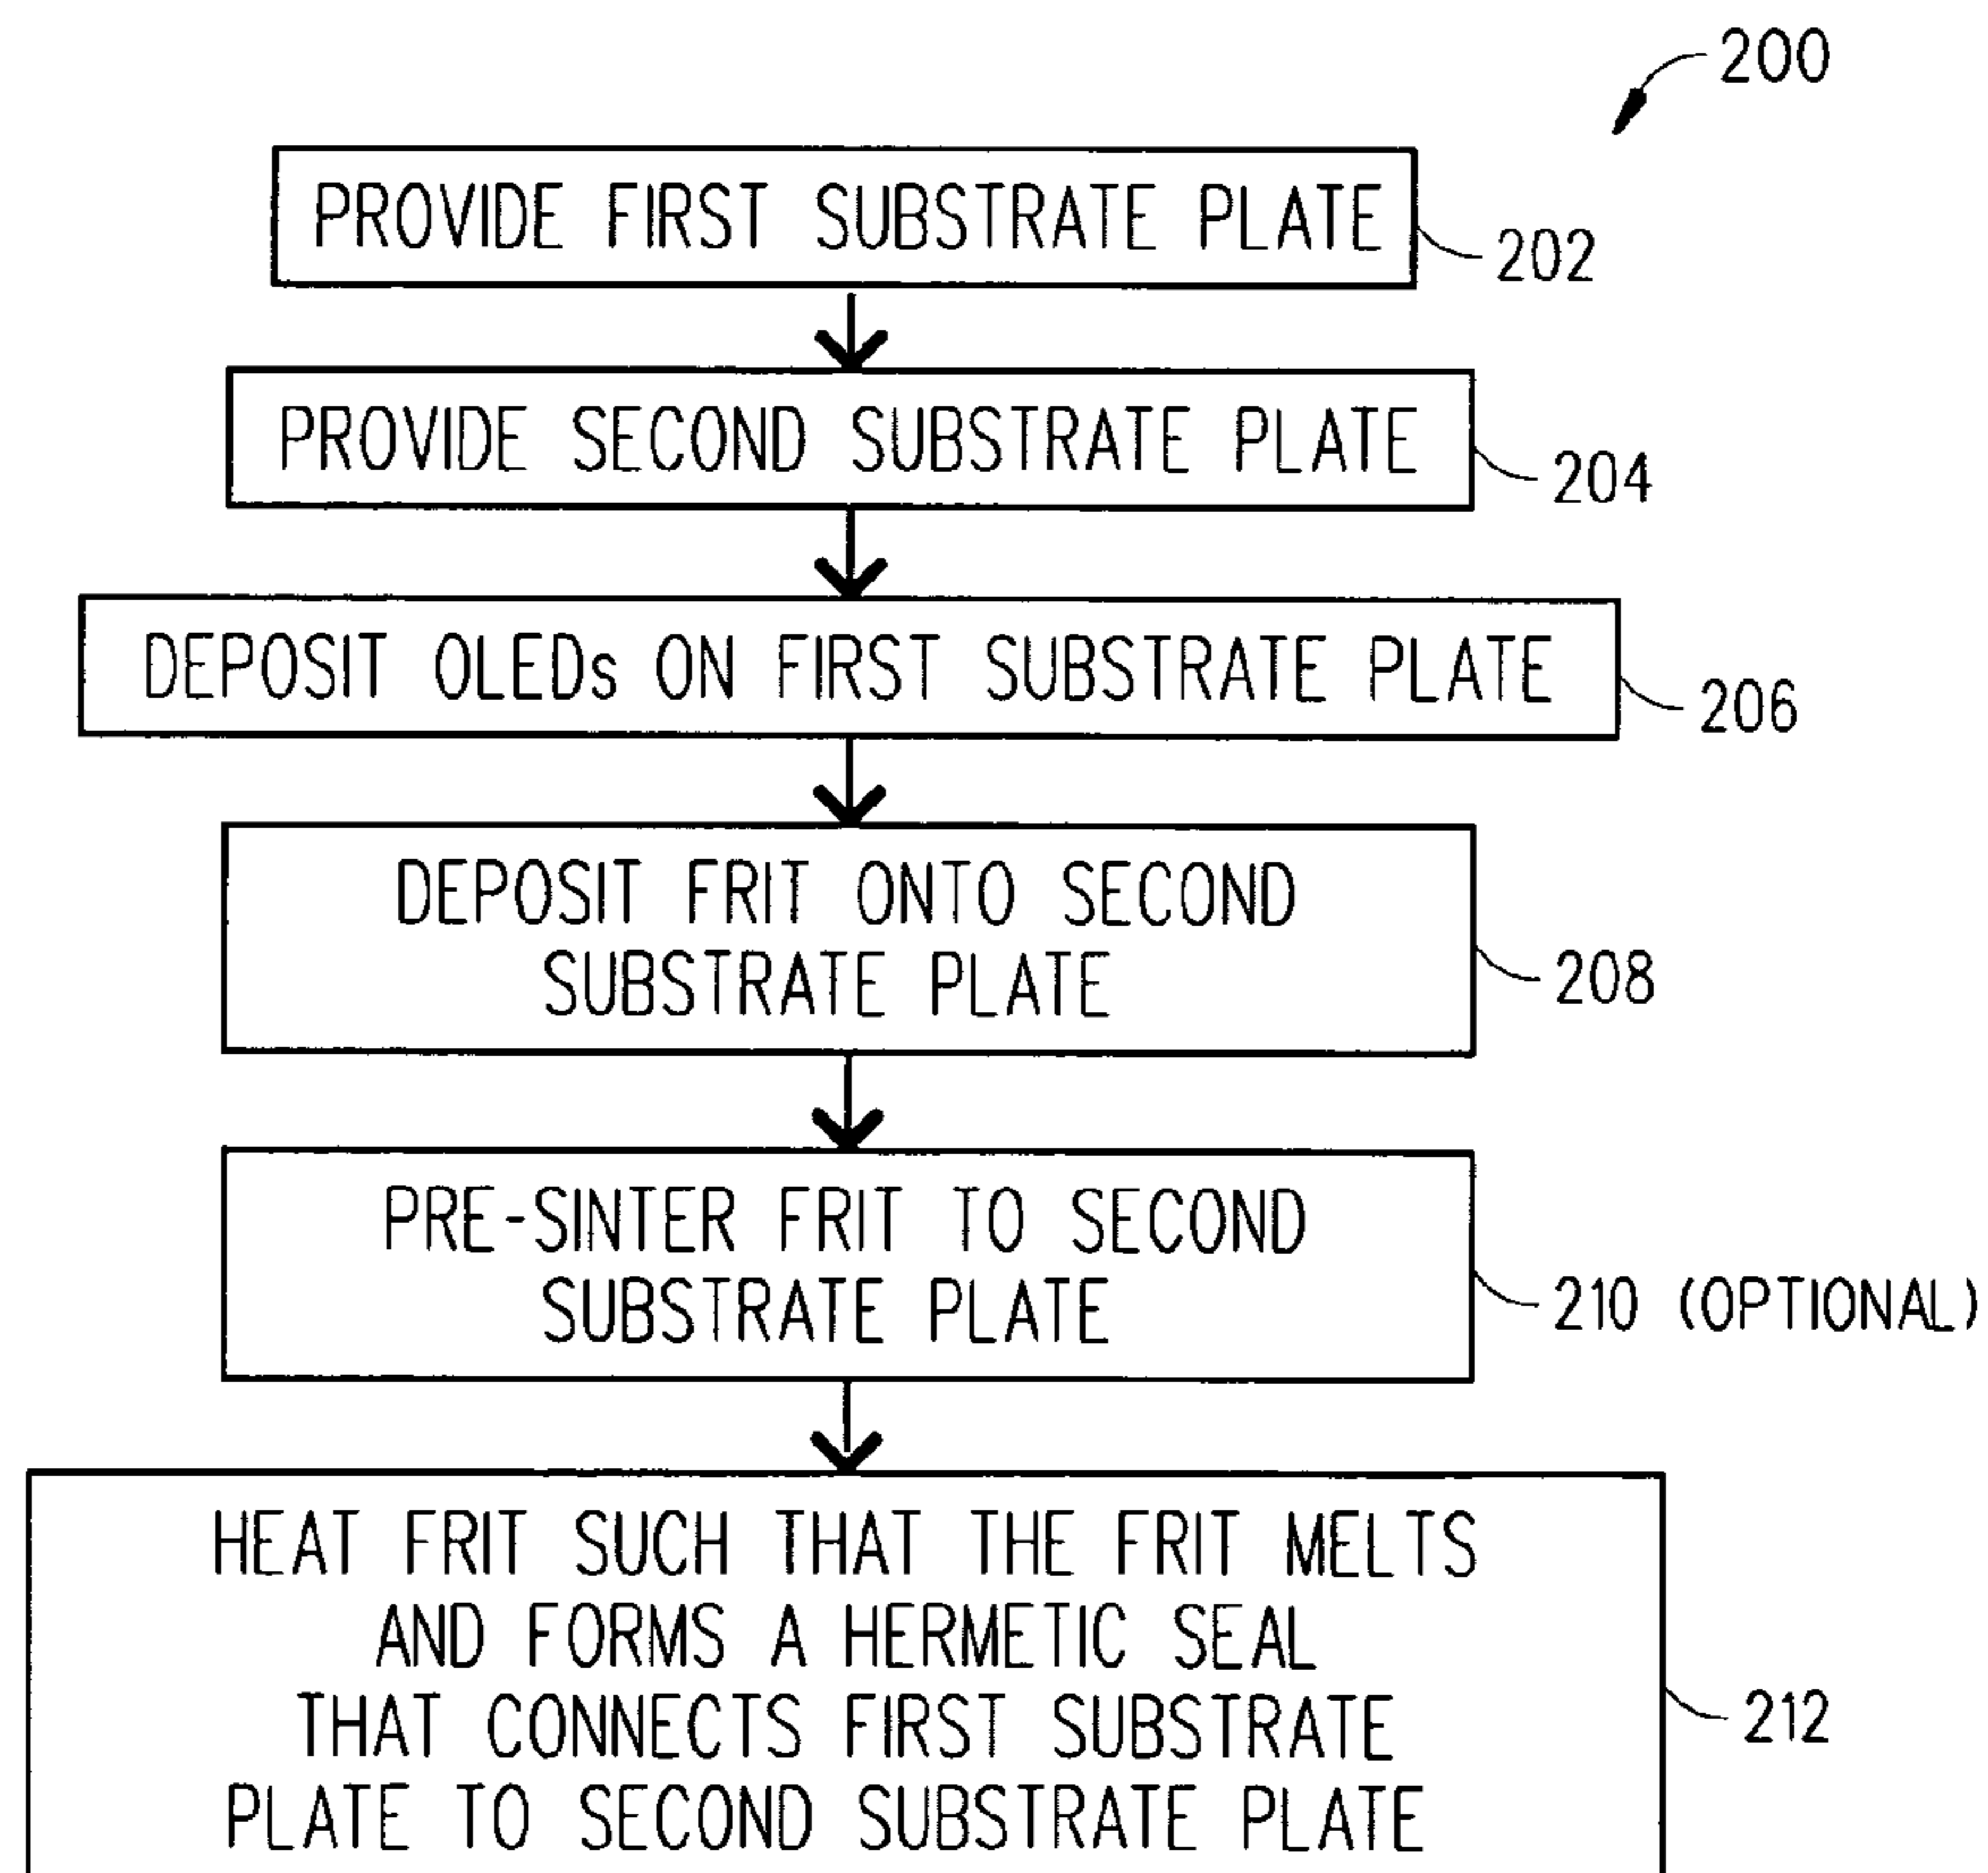 200
PROVIDE FIRST SUBSTRATE PLATE
202
PROVIDE SECOND SUBSTRATE PLATE
204
DEPOSIT OLEDs ON FIRST SUBSTRATE PLATE
206
DEPOSIT FRIT ONTO SECOND
SUBSTRATE PLATE
208
PRE-SINTER FRIT TO SECOND
SUBSTRATE PLATE
210 (OPTIONAL)
HEAT FRIT SUCH THAT THE FRIT MELTS
AND FORMS A HERMETIC SEAL
THAT CONNECTS FIRST SUBSTRATE
PLATE TO SECOND SUBSTRATE PLATE
212